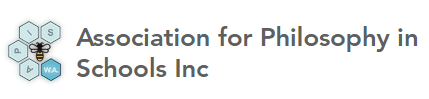 Association for Philosophy in
Schools Inc
A P I S
W.A.